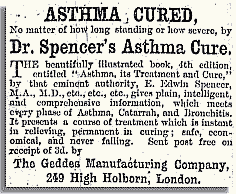 ASTHMA CURED,
No matter of how long standing or how severe, by
Dr. Spencer's Asthma Cure.
THE beautifully illustrated book, 4th edition,
entitled "Asthma, its Treatment and Cure,"
by that eminent authority, E. Edwin Spencer,
M.A., M.D., etc., etc., etc., gives plain, intelligent,
and comprehensive information, which meets
every phase of Asthma, Catarrah, and Bronchitis.
It presents a course of treatment which is instant
in relieving, permanent in curing; safe, econo-
mical, and never failing. Sent post free on
receipt of 3d. by
The Geddes Manufacturing Company,
249 High Holborn, London.